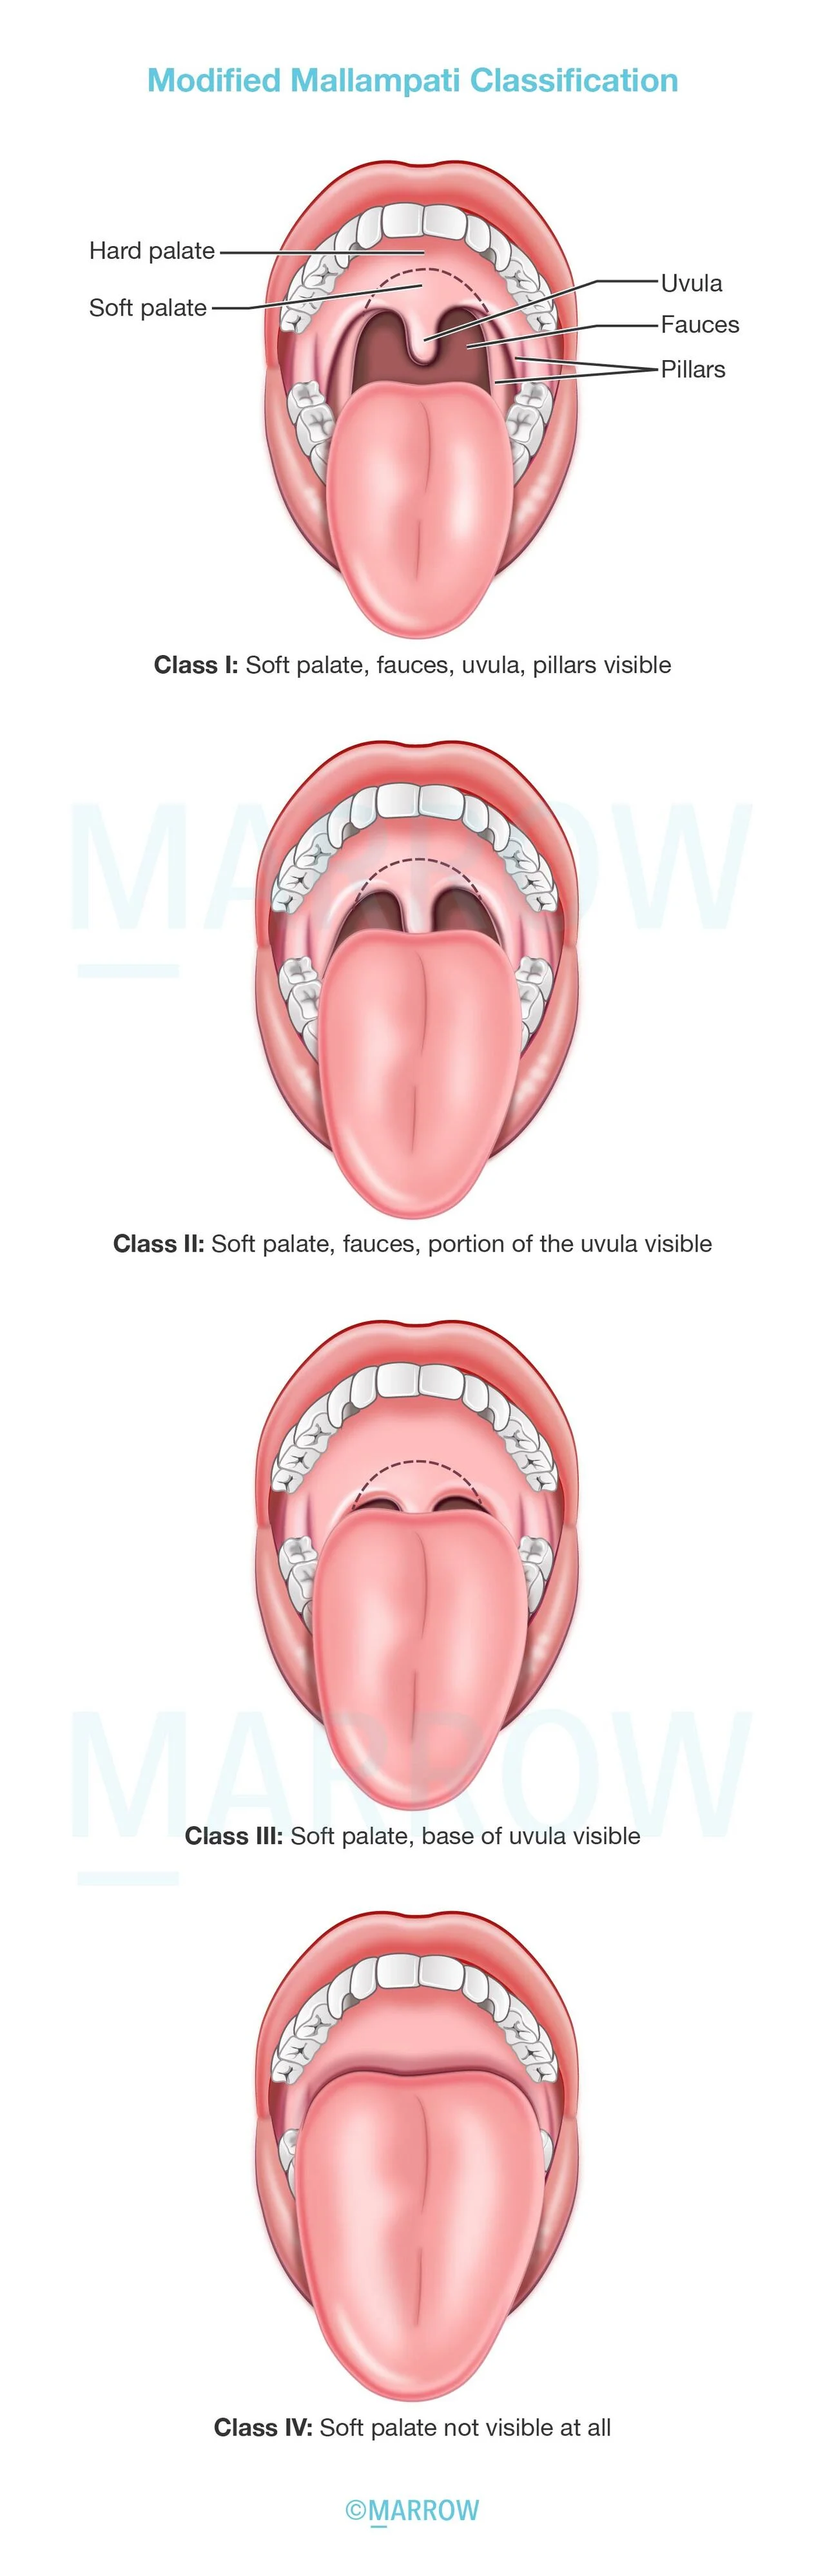 Modified Mallampati Classification
Hard palate
Soft palate
Uvula
Fauces
Pillars
Class I: Soft palate, fauces, uvula, pillars visible
MARROW
Class II: Soft palate, fauces, portion of the uvula visible
MARROW
Class III: Soft palate, base of uvula visible
Class IV: Soft palate not visible at all
©MARROW